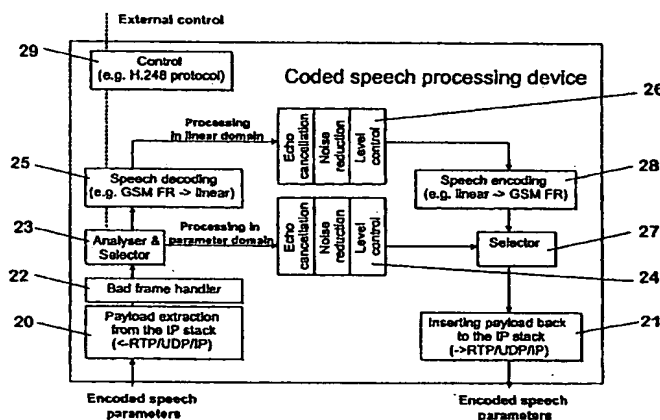 External control
29
Control
(e.g. H.248 protocol)
Coded speech processing device
26
Processing
in linear domain
Echo
cancellation
Noise
reduction
Level
control
25
Speech decoding
(e.g. GSM FR -> linear)
Speech encoding
(e.g. linear -> GSM FR)
28
23
Analyser &
Selector
Processing in
parameter domain
Echo
cancellation
Noise
reduction
Level
control
Selector
27
22
Bad frame handler
24
20
Payload extraction
from the IP stack
(<-RTP/UDP/IP)
Inserting payload back
to the IP stack
(->RTP/UDP/IP)
21
Encoded speech
parameters
Encoded speech
parameters